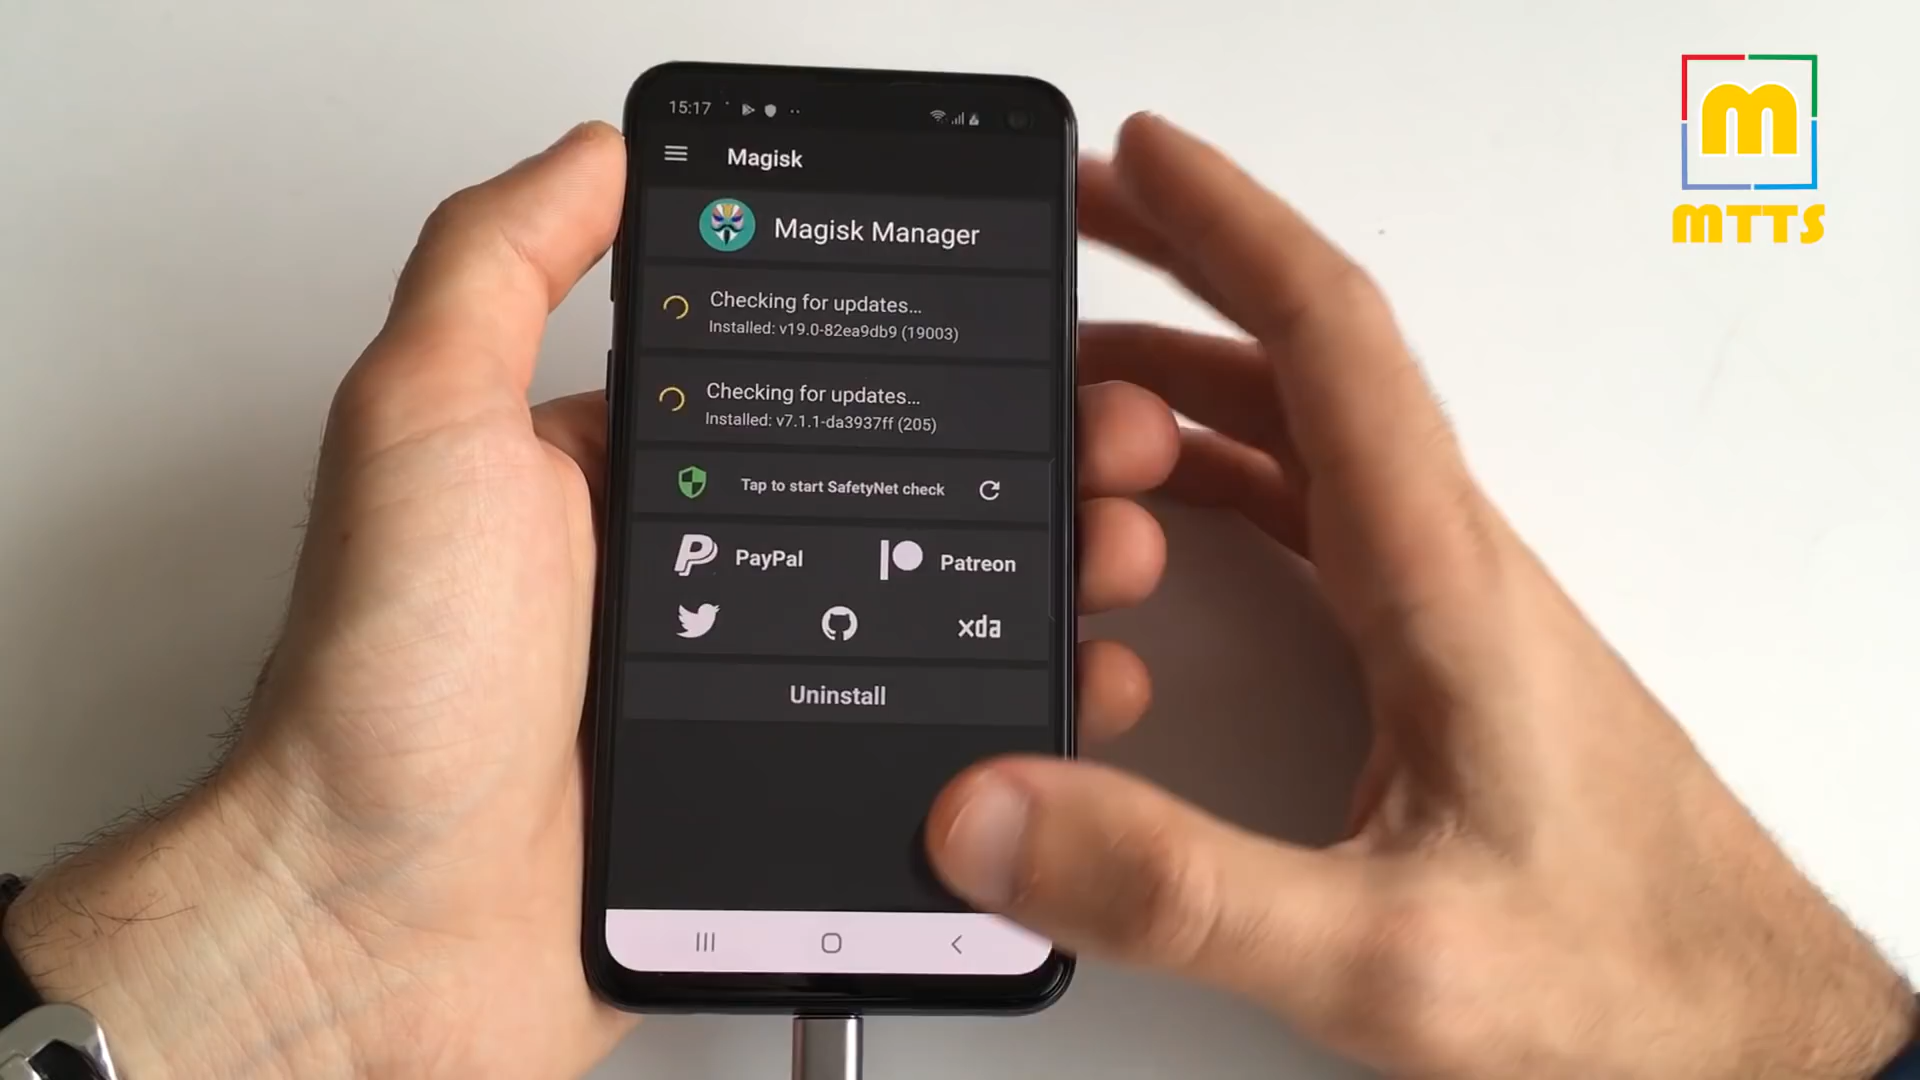 15:17
Magisk
Magisk Manager
Checking for updates...
Installed: v19.0-82ea9db9 (19003)
Checking for updates...
Installed: v7.1.1-da3937ff (205)
Tap to start SafetyNet check
PayPal
Patreon
xda
Uninstall
m
MTTS